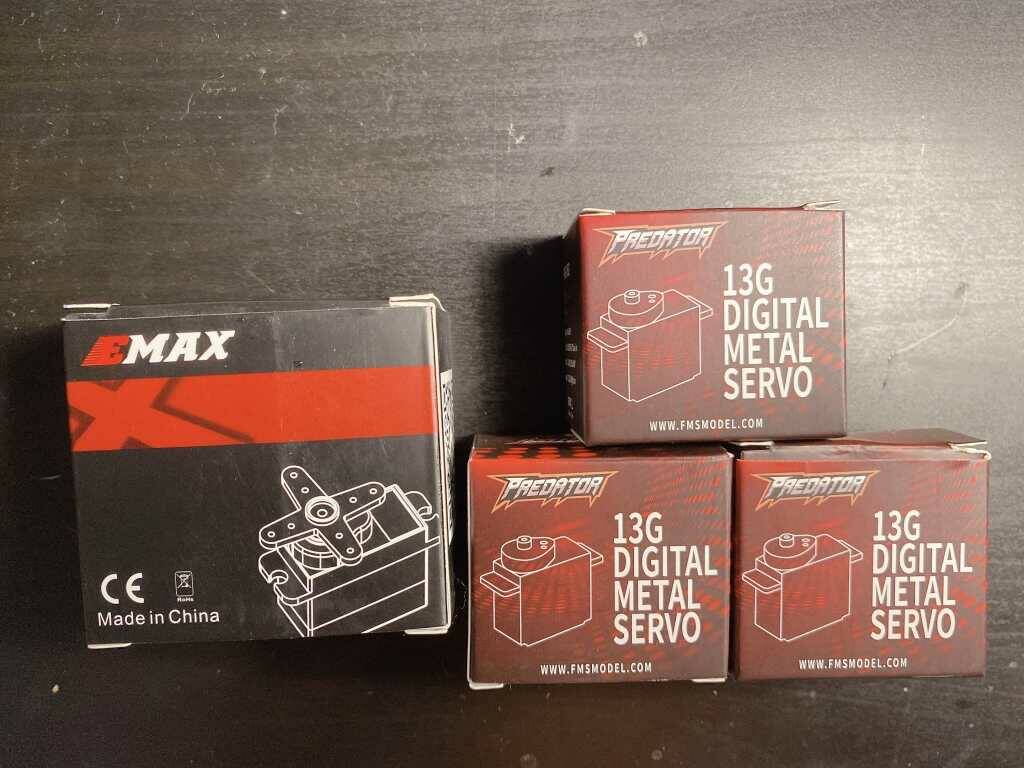 EMAX
CE
RoHS
Made in China
PREDATOR
13G
DIGITAL
METAL
SERVO
WWW.FMSMODEL.COM
PREDATOR
13G
DIGITAL
METAL
SERVO
WWW.FMSMODEL.COM
PREDATOR
13G
DIGITAL
METAL
SERVO
WWW.FMSMODEL.COM